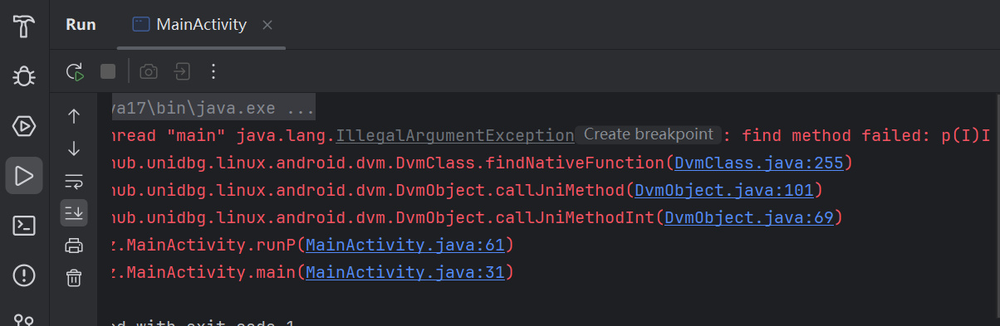 Run MainActivity
va17\bin\java.exe ...
hread "main" java.lang.IllegalArgumentException Create breakpoint : find method failed: p(I)I
hub.unidbg.linux.android.dvm.DvmClass.findNativeFunction(DvmClass.java:255)
hub.unidbg.linux.android.dvm.DvmObject.callJniMethod(DvmObject.java:101)
hub.unidbg.linux.android.dvm.DvmObject.callJniMethodInt(DvmObject.java:69)
z.MainActivity.runP(MainActivity.java:61)
z.MainActivity.main(MainActivity.java:31)
ed with exit code 1